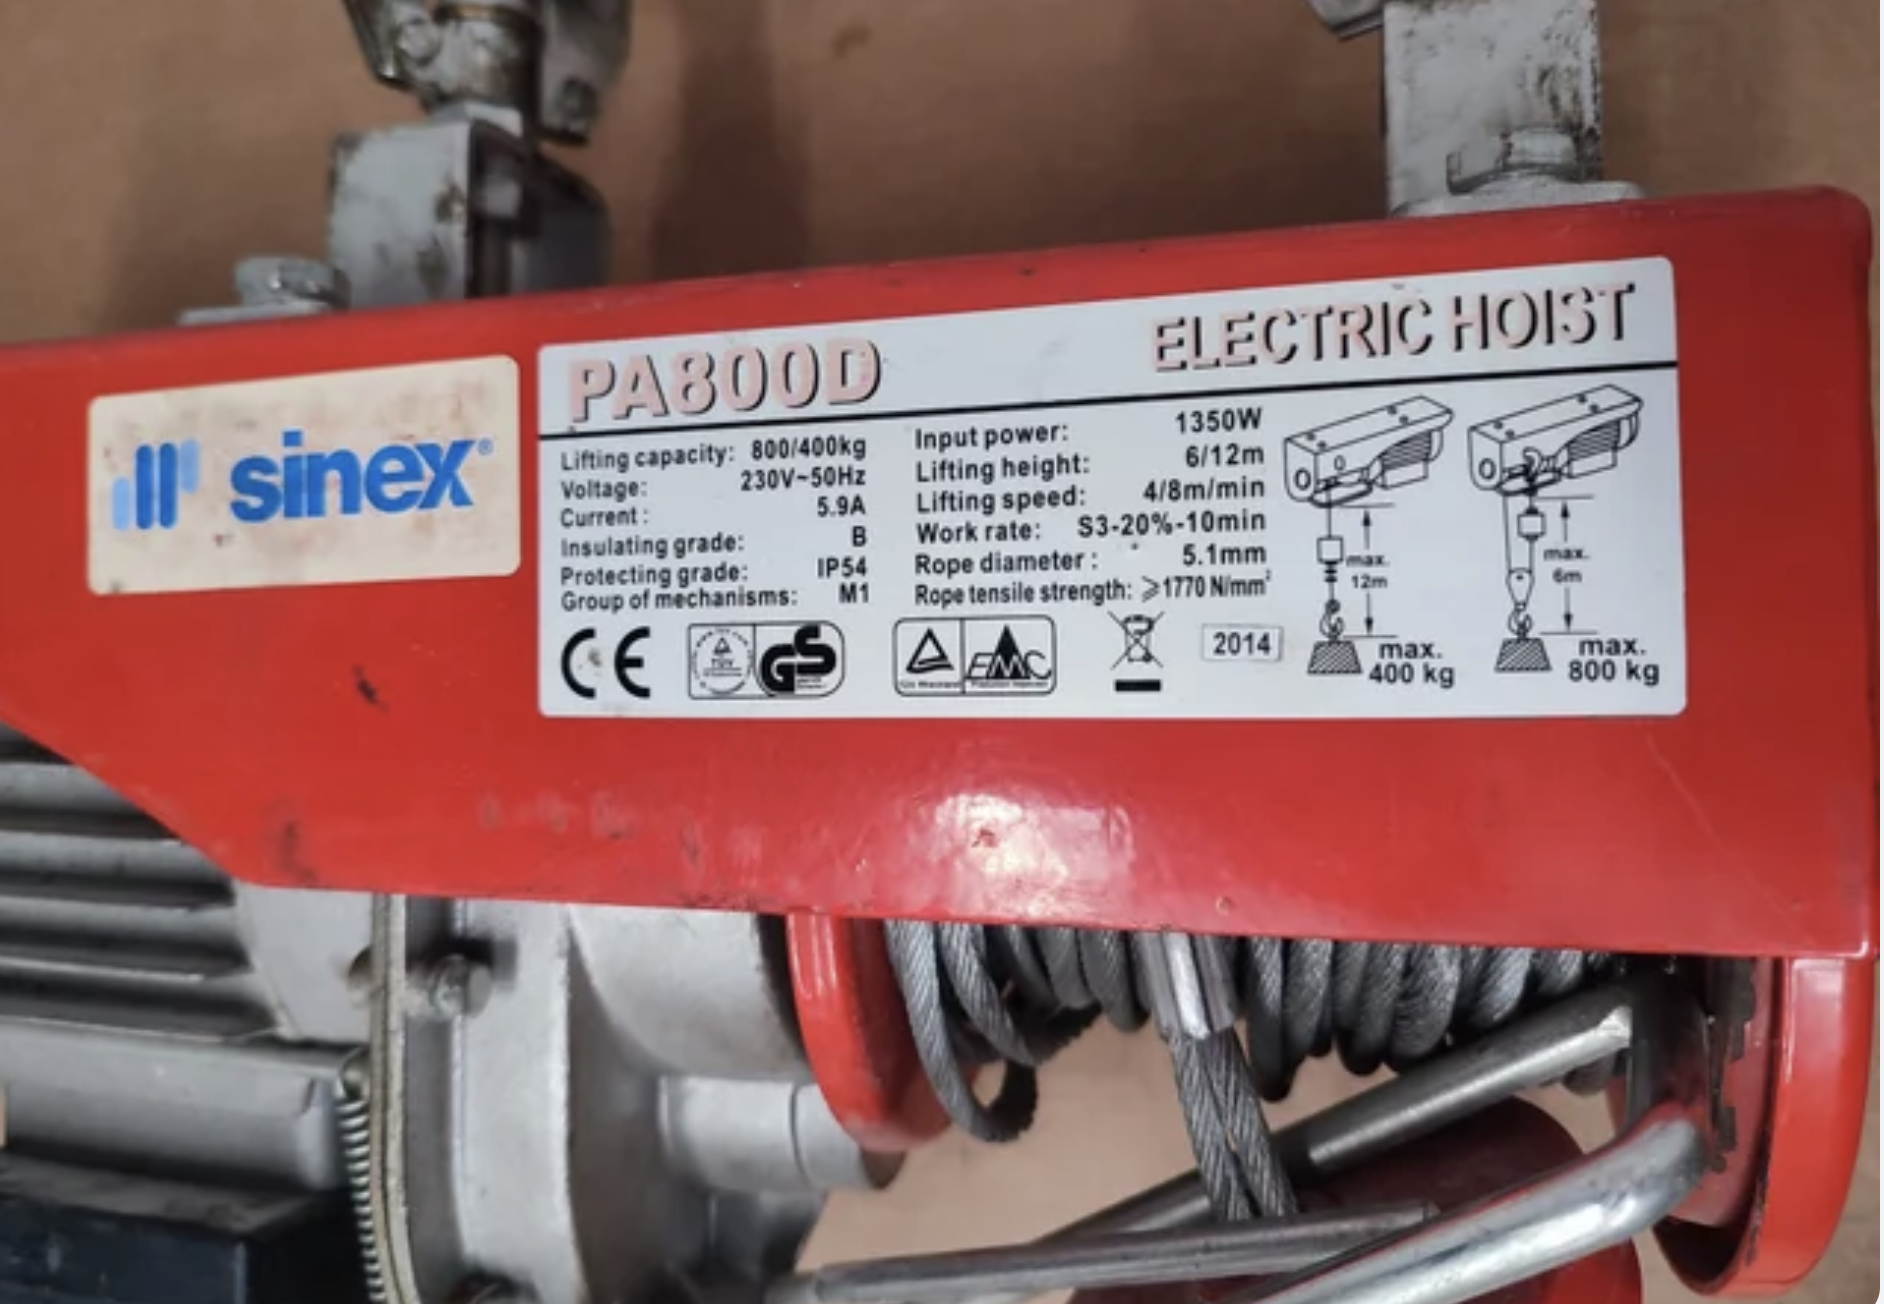 sinex®
PA800D
ELECTRIC HOIST
Lifting capacity: 800/400kg
Voltage: 230V~50Hz
Current: 5.9A
Insulating grade: B
Protecting grade: IP54
Group of mechanisms: M1
Input power: 1350W
Lifting height: 6/12m
Lifting speed: 4/8m/min
Work rate: S3-20%-10min
Rope diameter: 5.1mm
Rope tensile strength: ⩾1770 N/mm²
max.
12m
max.
400 kg
max.
6m
max.
800 kg
CE
TÜV
GS
EMC
2014